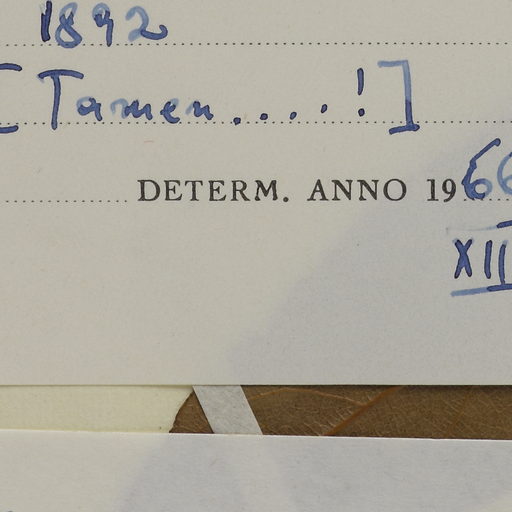 1892
[Tamen....!]
DETERM. ANNO 1966
XII